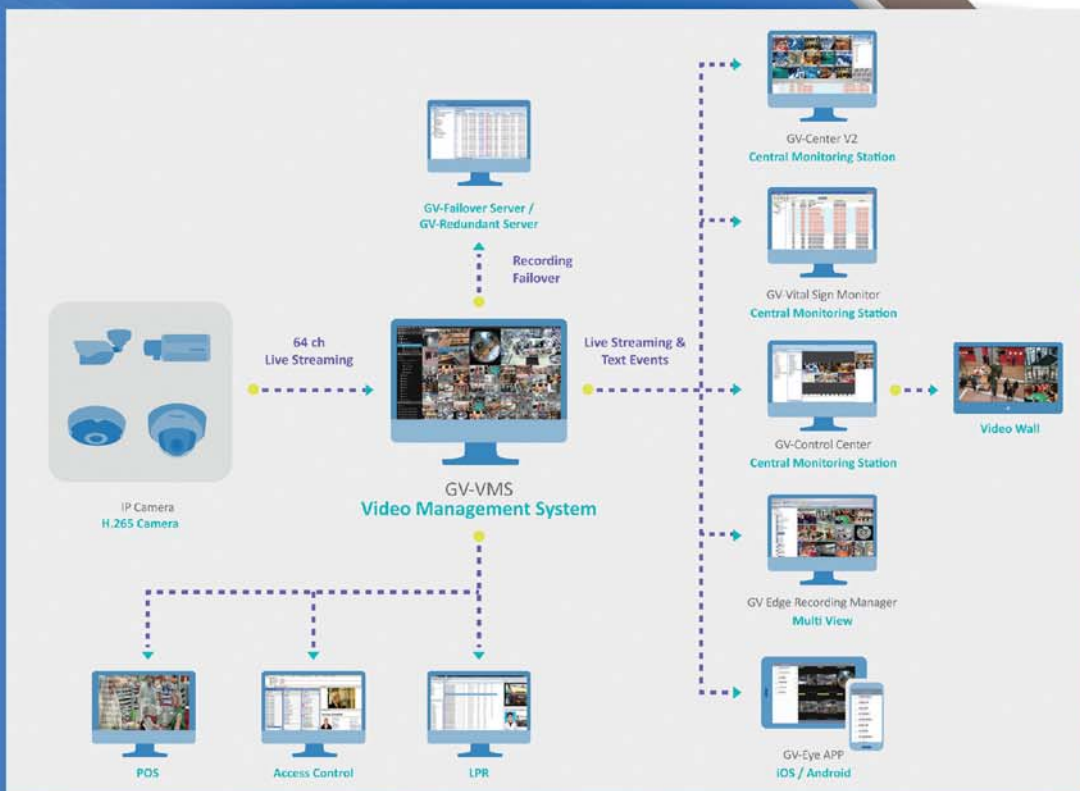 GV-Center V2
Central Monitoring Station
GV-Failover Server /
GV-Redundant Server
Recording
Failover
GV-Vital Sign Monitor
Central Monitoring Station
64 ch
Live Streaming
Live Streaming &
Text Events
GV-Control Center
Central Monitoring Station
Video Wall
IP Camera
H.265 Camera
GV-VMS
Video Management System
GV Edge Recording Manager
Multi View
POS
Access Control
LPR
GV-Eye APP
iOS / Android